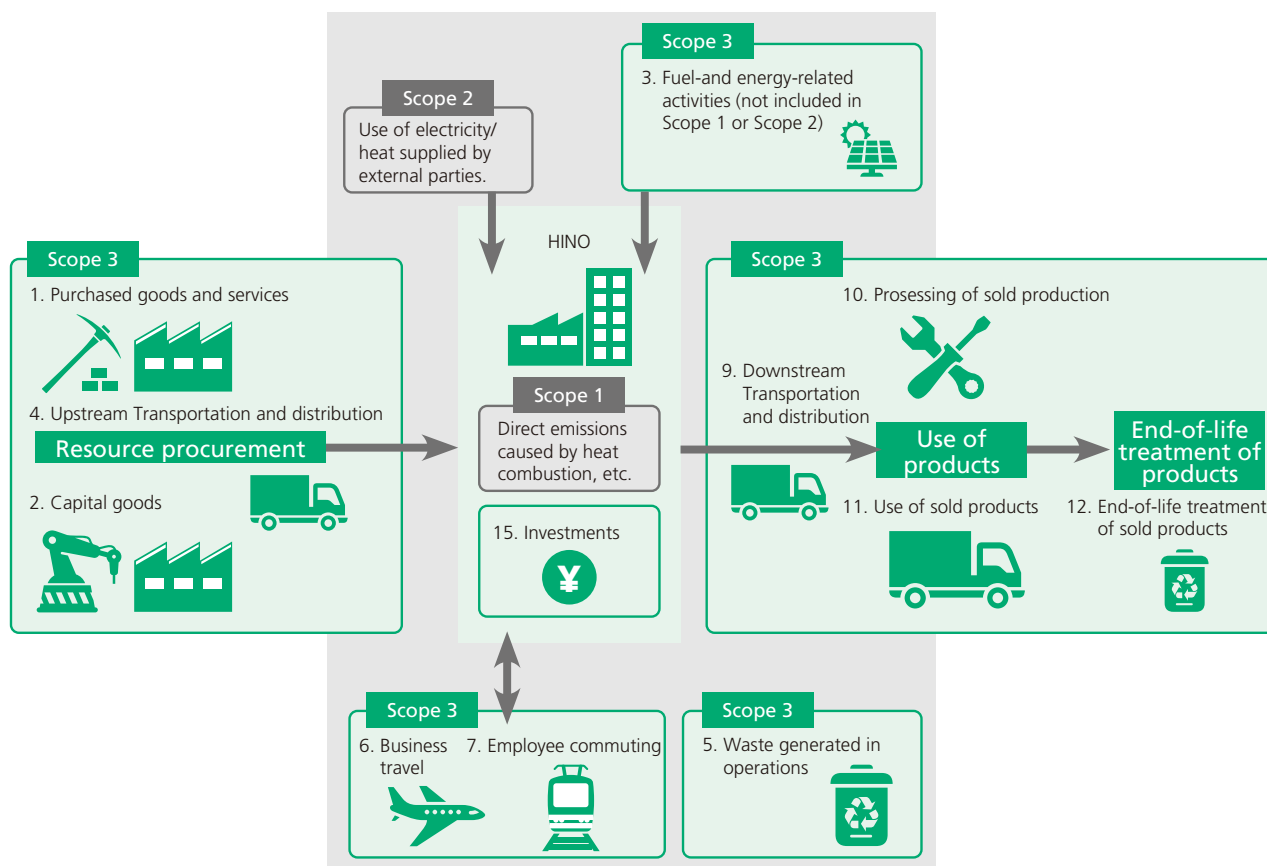 Scope 3
3. Fuel-and energy-related
activities (not included in
Scope 1 or Scope 2)
Scope 2
Use of electricity/
heat supplied by
external parties.
HINO
Scope 3
1. Purchased goods and services
4. Upstream Transportation and distribution
Resource procurement
2. Capital goods
Scope 1
Direct emissions
caused by heat
combustion, etc.
15. Investments
¥
Scope 3
10. Prosessing of sold production
9. Downstream
Transportation
and distribution
Use of
products
End-of-life
treatment of
products
11. Use of sold products
12. End-of-life treatment
of sold products
Scope 3
6. Business
travel
7. Employee commuting
Scope 3
5. Waste generated in
operations